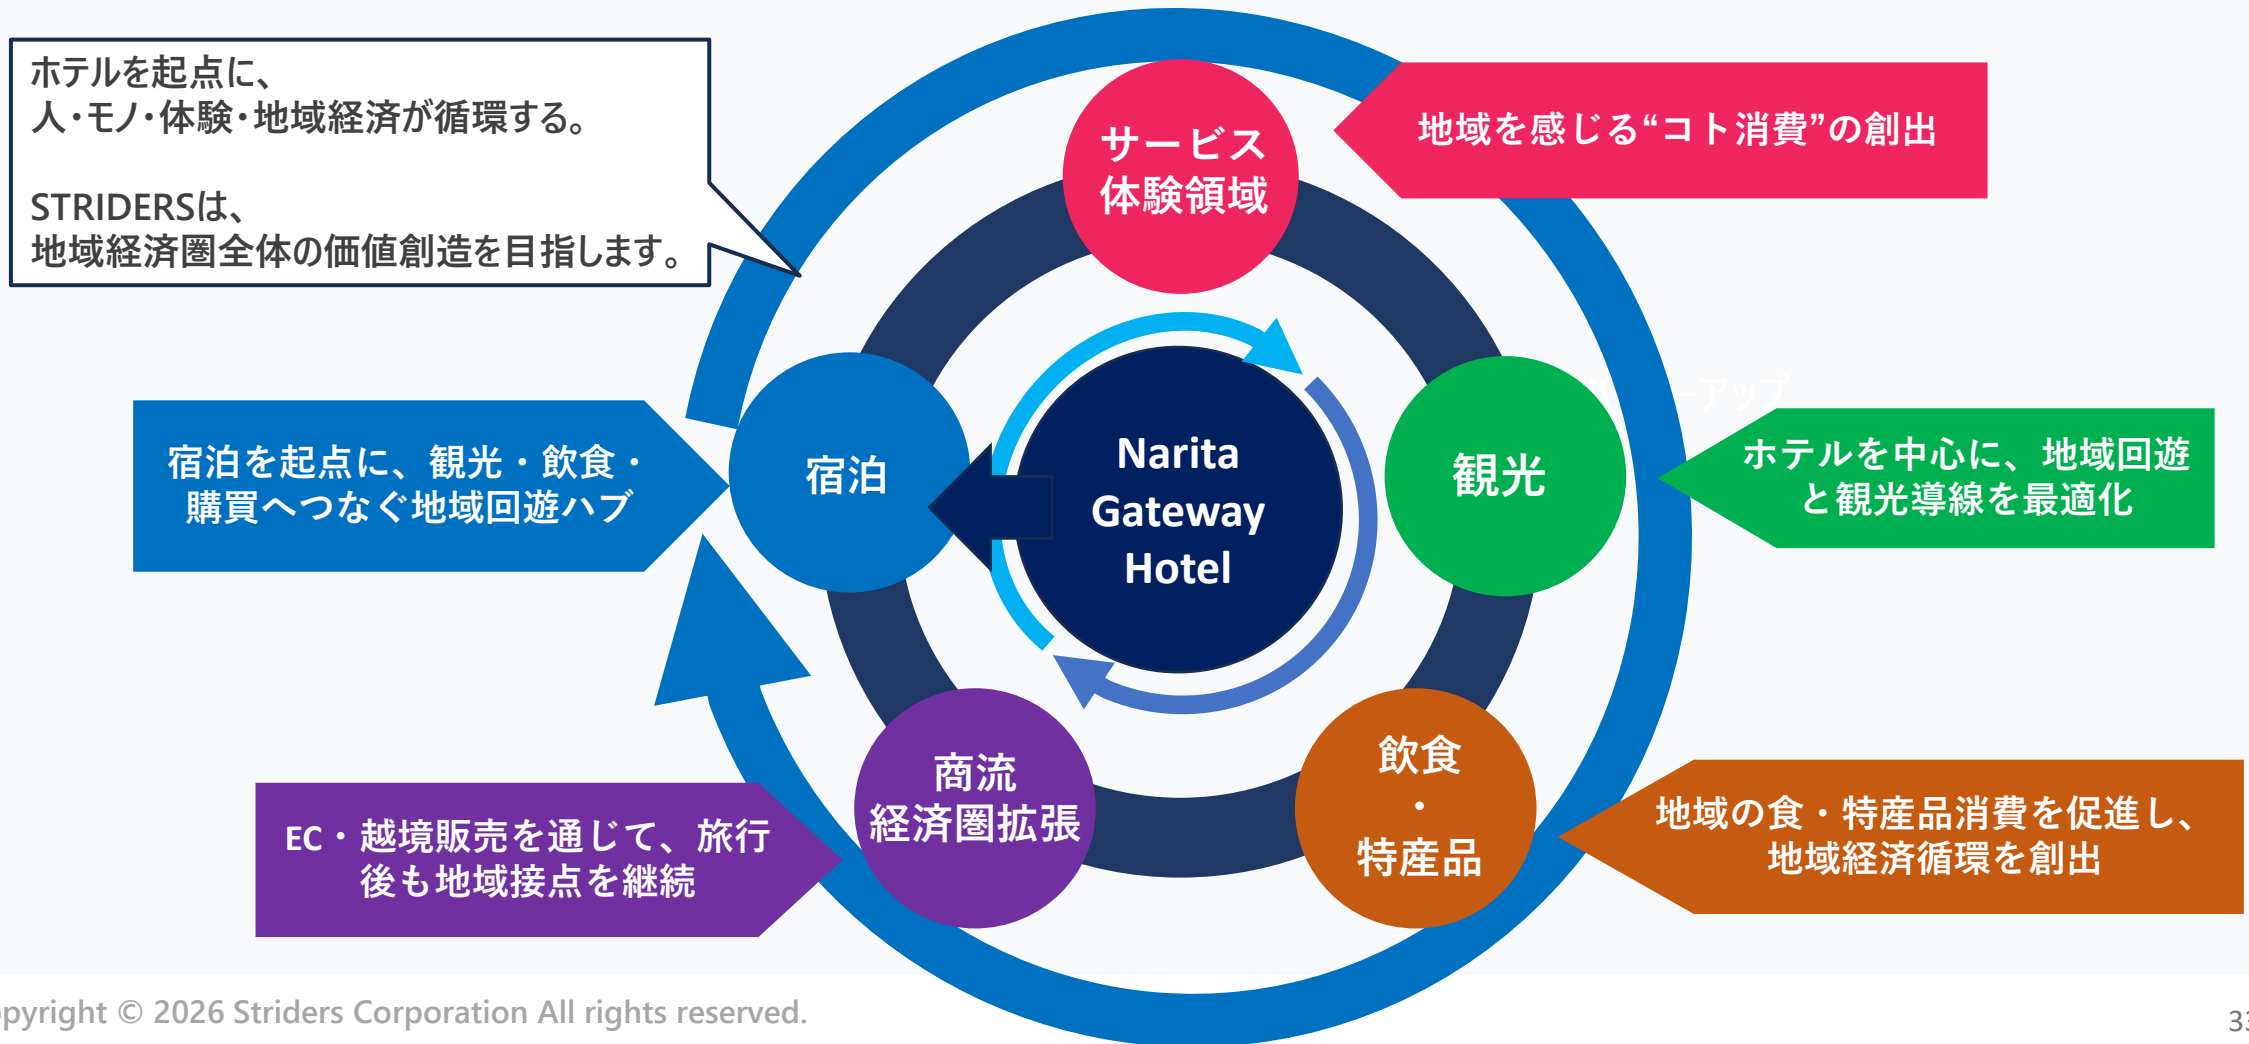 ホテルを起点に、
人・モノ・体験・地域経済が循環する。
STRIDERSは、
地域経済圏全体の価値創造を目指します。
サービス
体験領域
地域を感じる“コト消費”の創出
宿泊を起点に、観光・飲食・
購買へつなぐ地域回遊ハブ
宿泊
Narita
Gateway
Hotel
観光
ーアップ
ホテルを中心に、地域回遊
と観光導線を最適化
商流
経済圏拡張
EC・越境販売を通じて、旅行
後も地域接点を継続
飲食
・
特産品
地域の食・特産品消費を促進し、
地域経済循環を創出
pyright © 2026 Striders Corporation All rights reserved.